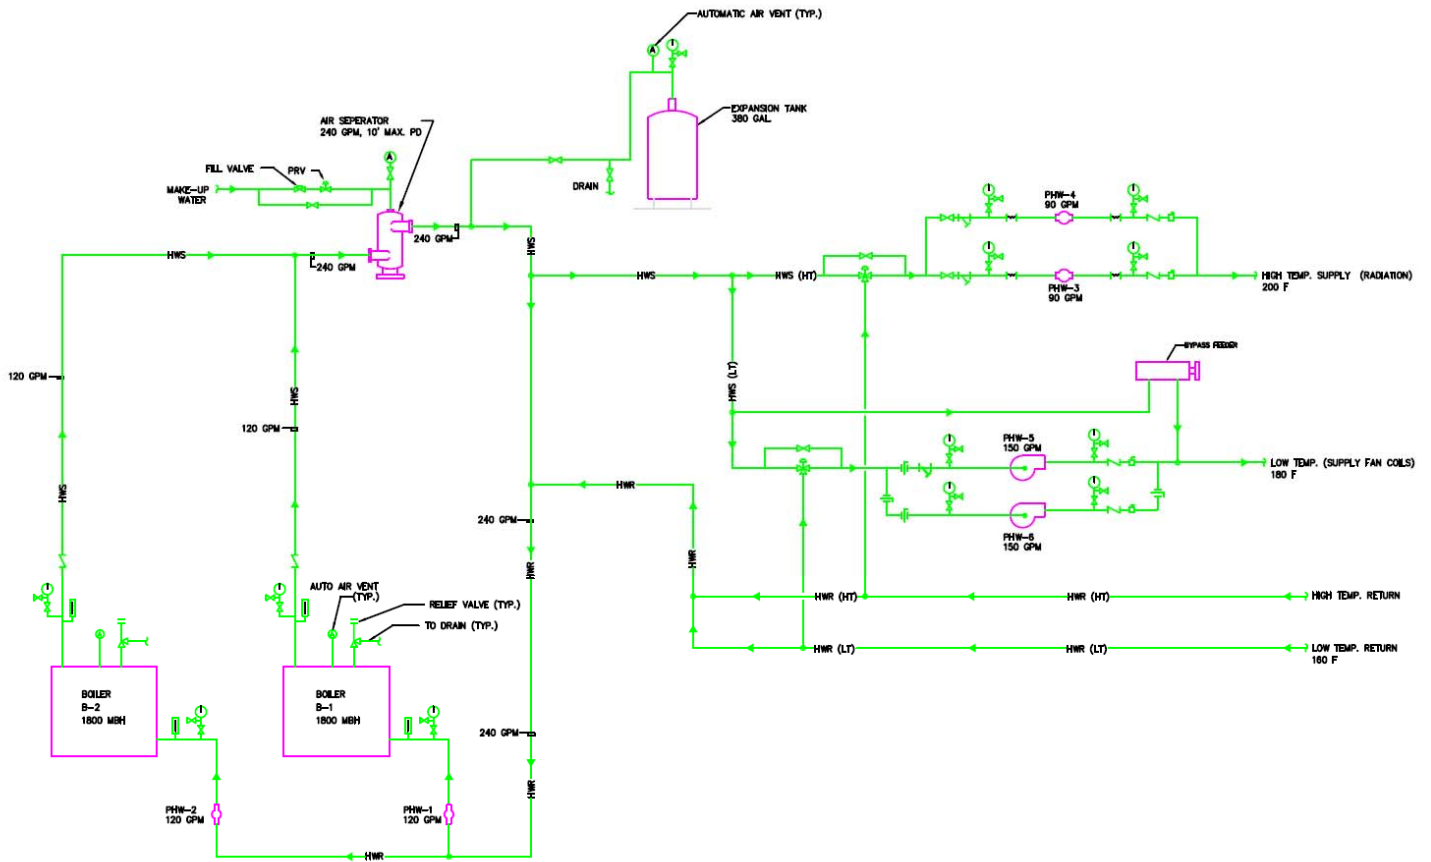 AUTOMATIC AIR VENT (TYP.)
A
I
EXPANSION TANK
380 GAL.
AIR SEPERATOR
240 GPM, 10' MAX. PD
FILL VALVE
PRV
A
MAKE-UP
WATER
DRAIN
240 GPM
HWS
240 GPM
HWS
PHW-4
90 GPM
HWS
HWS (HT)
HIGH TEMP. SUPPLY (RADIATION)
200 F
PHW-3
90 GPM
BYPASS FEEDER
120 GPM
HWS (LT)
HWS
120 GPM
PHW-5
150 GPM
LOW TEMP. (SUPPLY FAN COILS)
180 F
HWS
HWR
240 GPM
PHW-6
150 GPM
HWR
HWR
AUTO AIR VENT
(TYP.)
RELIEF VALVE (TYP.)
TO DRAIN (TYP.)
HWR (HT)
HWR (HT)
HIGH TEMP. RETURN
HWR (LT)
HWR (LT)
LOW TEMP. RETURN
160 F
BOILER
B-2
1800 MBH
BOILER
B-1
1800 MBH
240 GPM
HWR
PHW-2
120 GPM
PHW-1
120 GPM
HWR